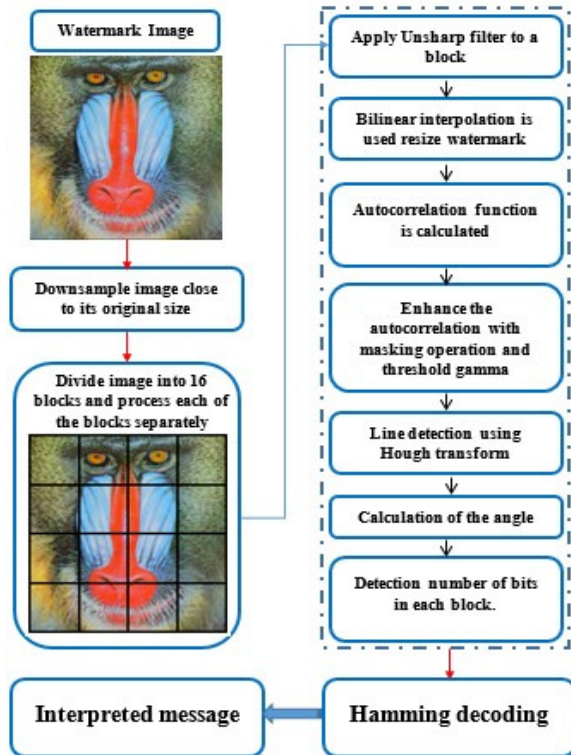 Watermark Image
Downsample image close
to its original size
Divide image into 16
blocks and process each of
the blocks separately
Apply Unsharp filter to a
block
Bilinear interpolation is
used resize watermark
Autocorrelation function
is calculated
Enhance the
autocorrelation with
masking operation and
threshold gamma
Line detection using
Hough transform
Calculation of the angle
Detection number of bits
in each block.
Hamming decoding
Interpreted message